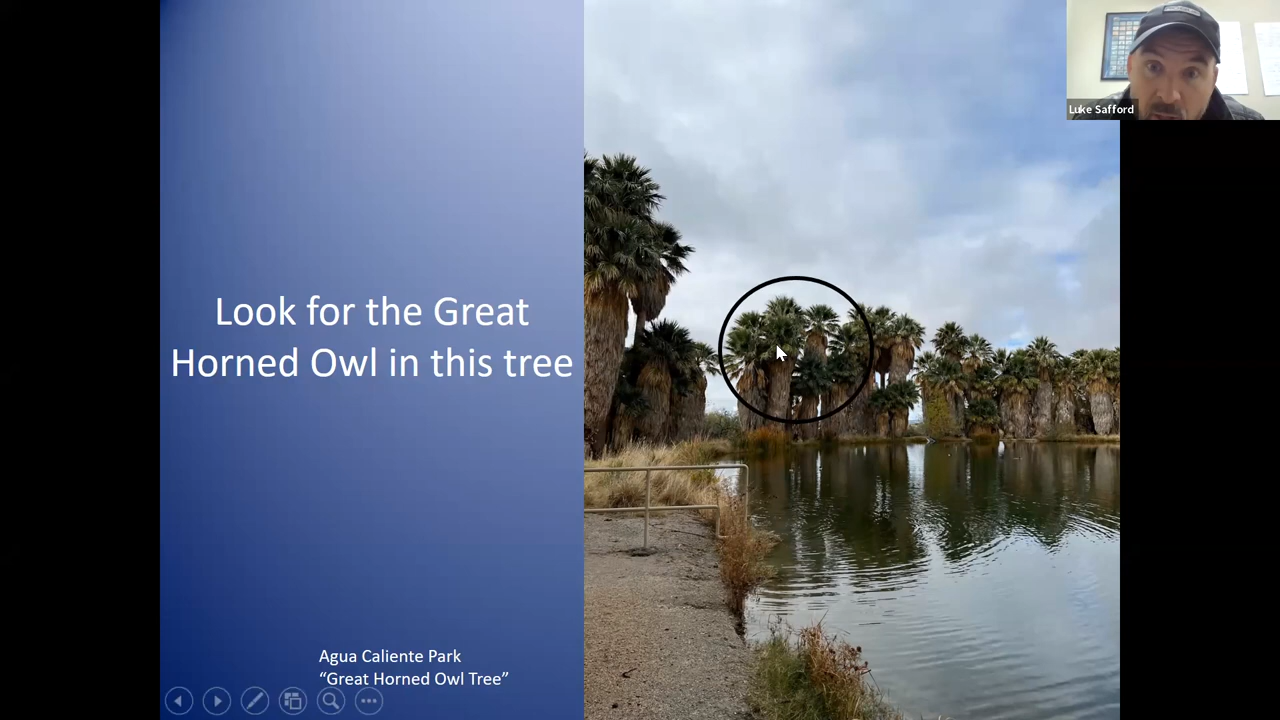 Look for the Great
Horned Owl in this tree
Agua Caliente Park
“Great Horned Owl Tree”
Luke Safford